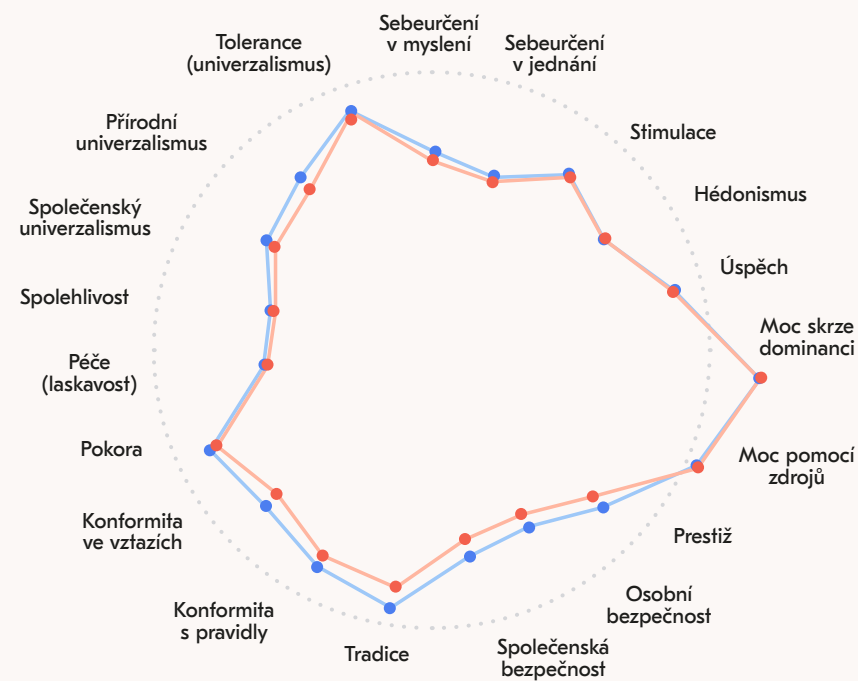 Sebeurčení
v myslení
Sebeurčení
v jednání
Stimulace
Hédonismus
Úspěch
Moc skrze
dominanci
Moc pomocí
zdrojů
Prestiž
Osobní
bezpečnost
Společenská
bezpečnost
Tradice
Konformita
s pravidly
Konformita
ve vztazích
Pokora
Péče
(laskavost)
Spolehlivost
Společenský
univerzalismus
Přírodní
univerzalismus
Tolerance
(univerzalismus)